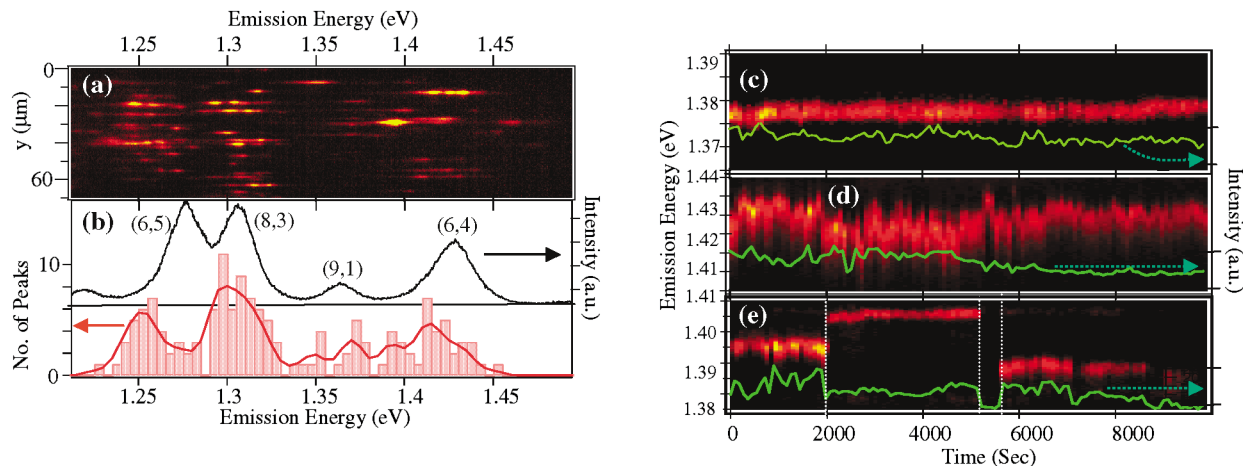 Emission Energy (eV)
1.25 1.3 1.35 1.4 1.45
(a)
y (μm)
0
60
(b)
(6,5) (8,3) (9,1) (6,4)
No. of Peaks
10
0
Intensity (a.u.)
1.25 1.3 1.35 1.4 1.45
Emission Energy (eV)
(c)
1.39
1.38
1.37
1.44
(d)
1.43
1.42
1.41
1.41
(e)
1.40
1.39
1.38
Emission Energy (eV)
Intensity (a.u.)
0 2000 4000 6000 8000
Time (Sec)